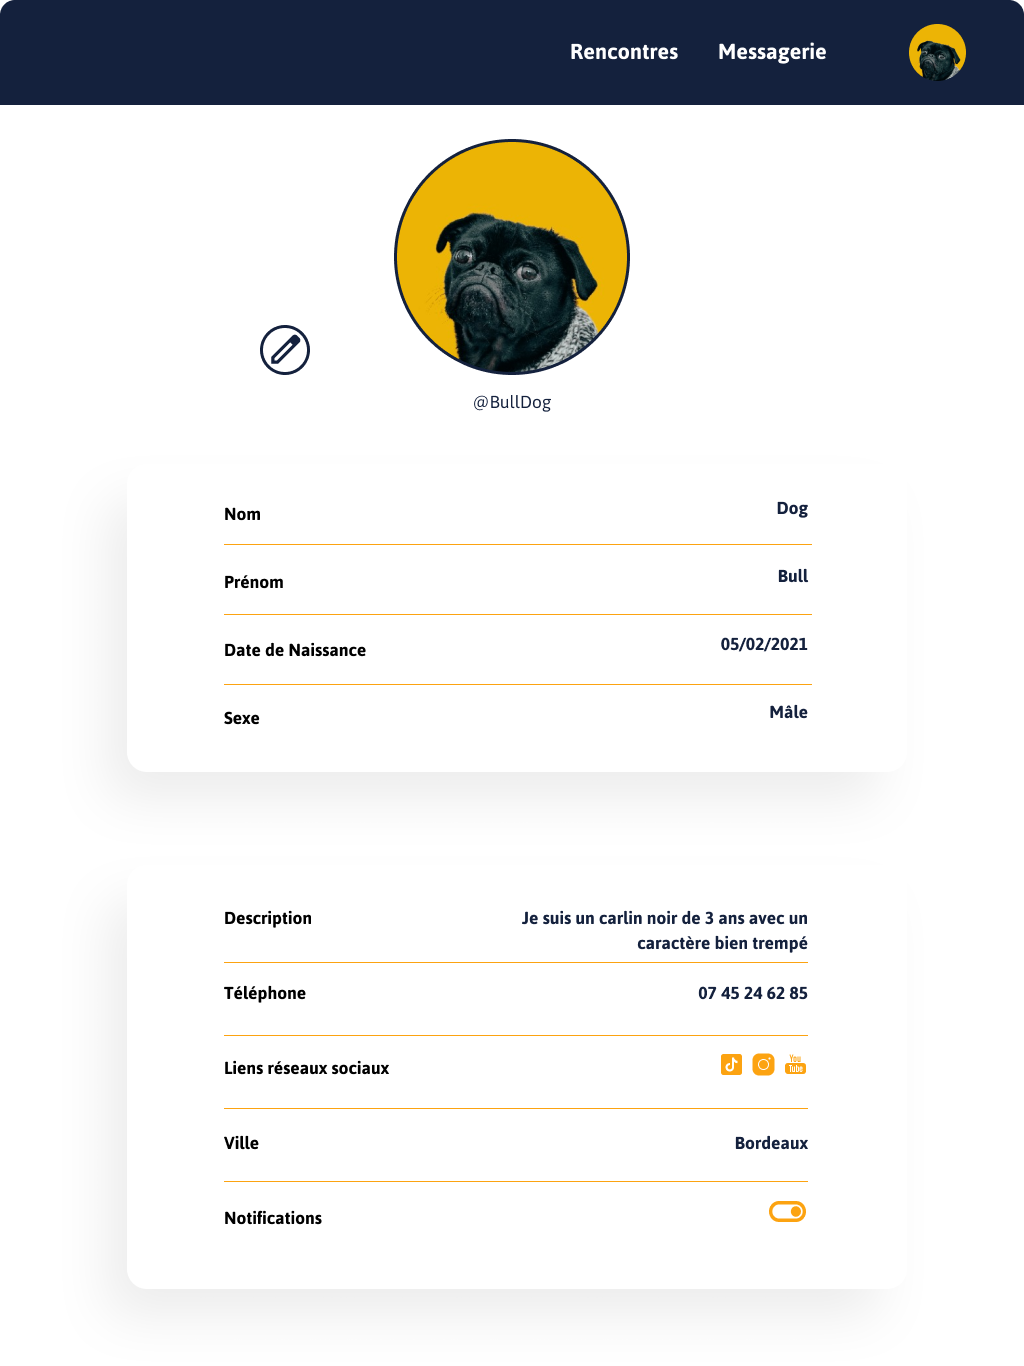 Rencontres Messagerie
@BullDog
Nom Dog
Prénom Bull
Date de Naissance 05/02/2021
Sexe Mâle
Description Je suis un carlin noir de 3 ans avec un
caractère bien trempé
Téléphone 07 45 24 62 85
Liens réseaux sociaux You
Tube
Ville Bordeaux
Notifications